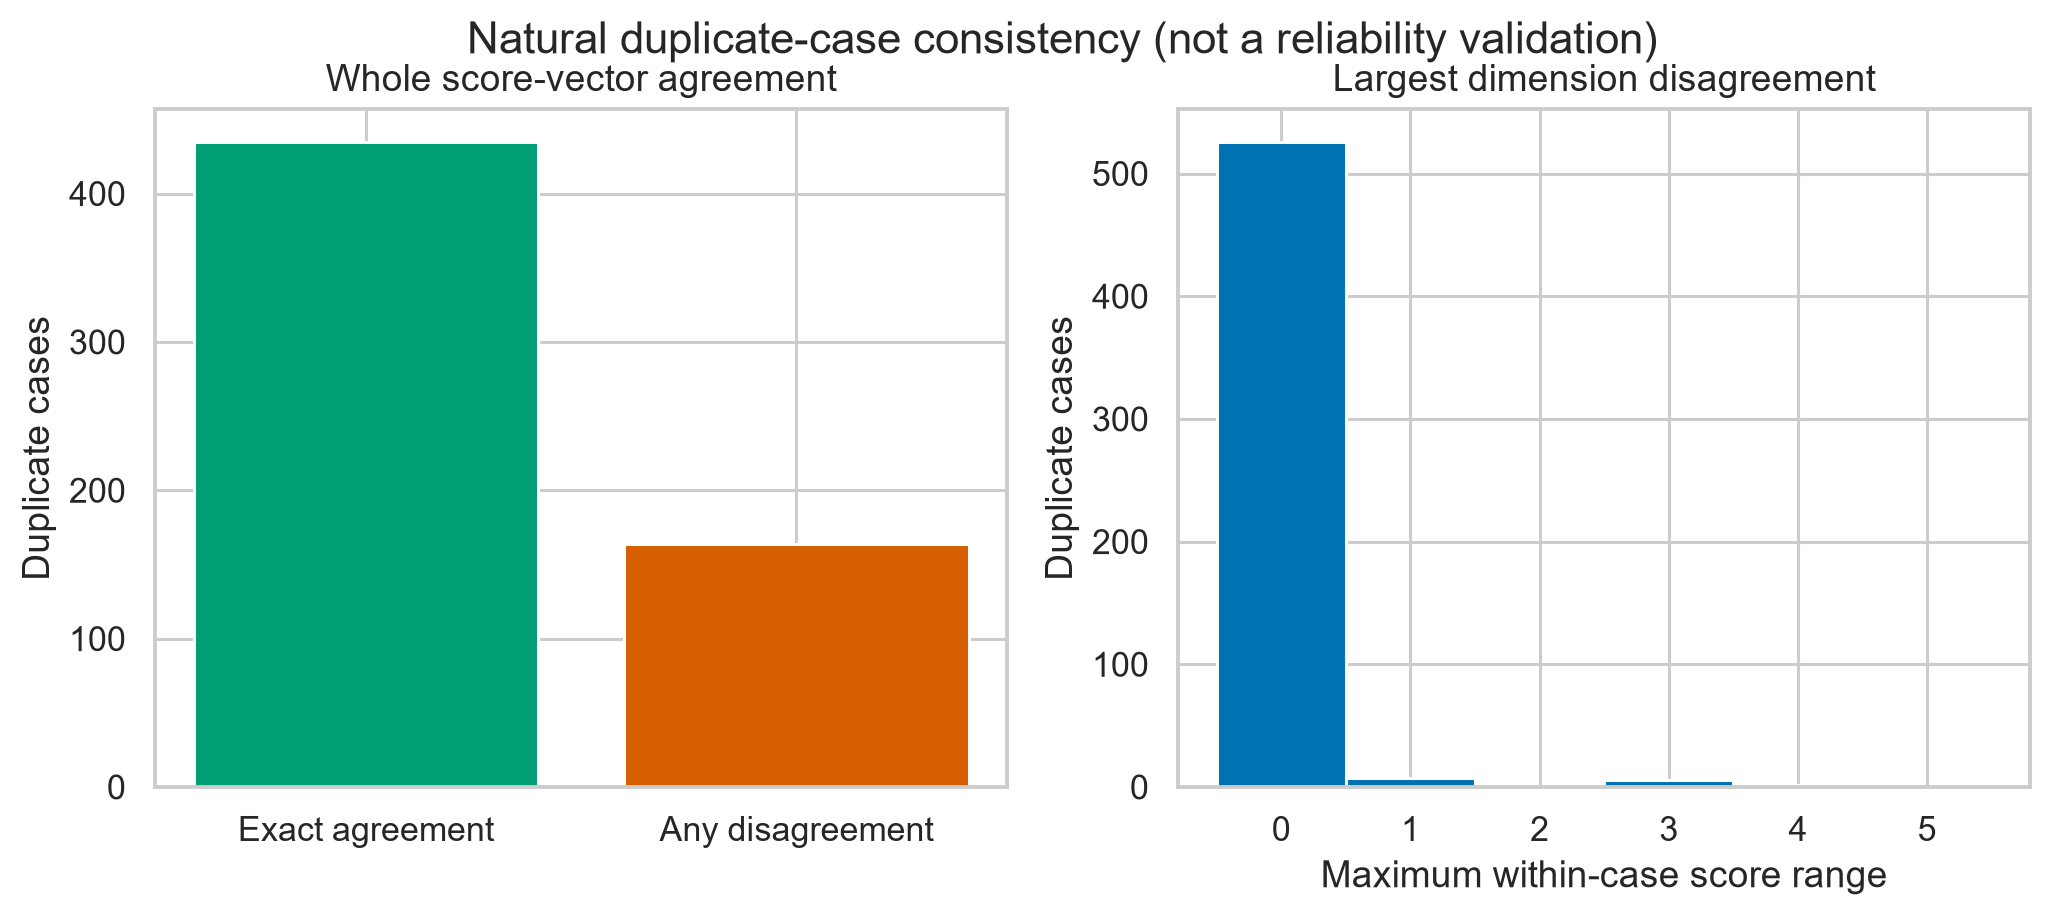 Natural duplicate-case consistency (not a reliability validation)
Whole score-vector agreement
Duplicate cases
400
300
200
100
0
Exact agreement
Any disagreement
Largest dimension disagreement
Duplicate cases
500
400
300
200
100
0
0
1
2
3
4
5
Maximum within-case score range